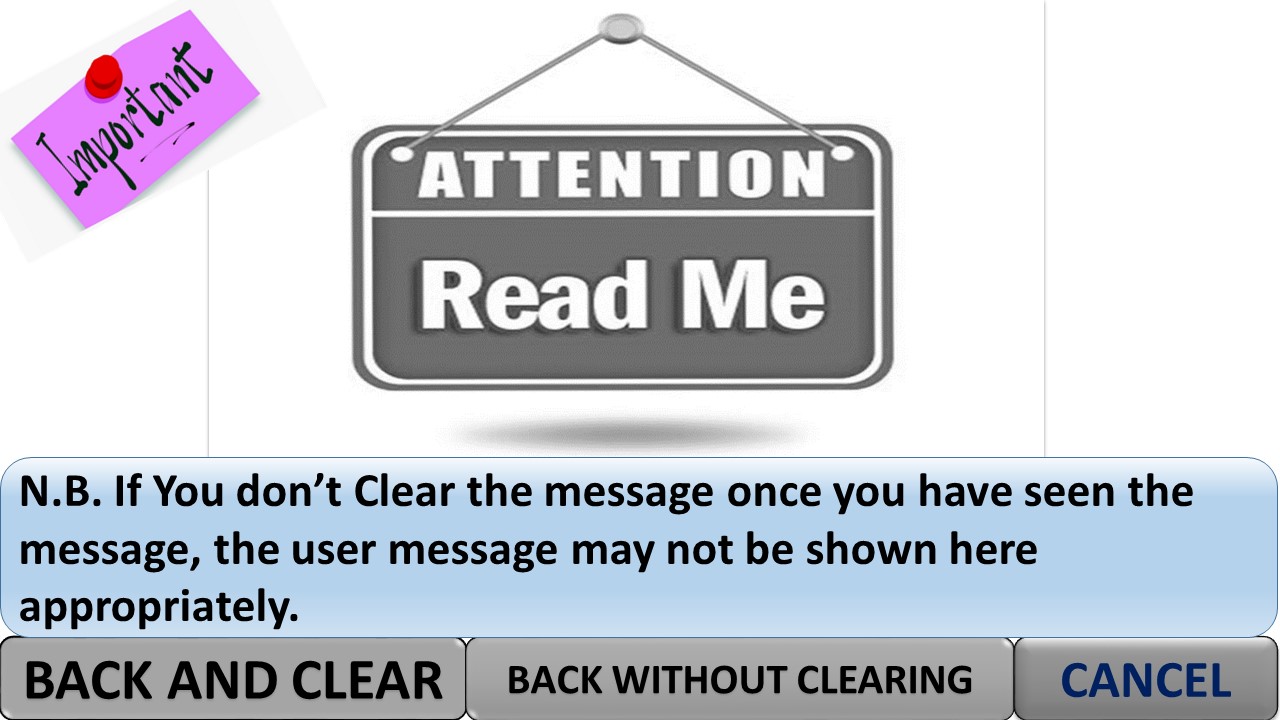 Important
ATTENTION
Read Me
N.B. If You don’t Clear the message once you have seen the
message, the user message may not be shown here
appropriately.
BACK AND CLEAR
BACK WITHOUT CLEARING
CANCEL